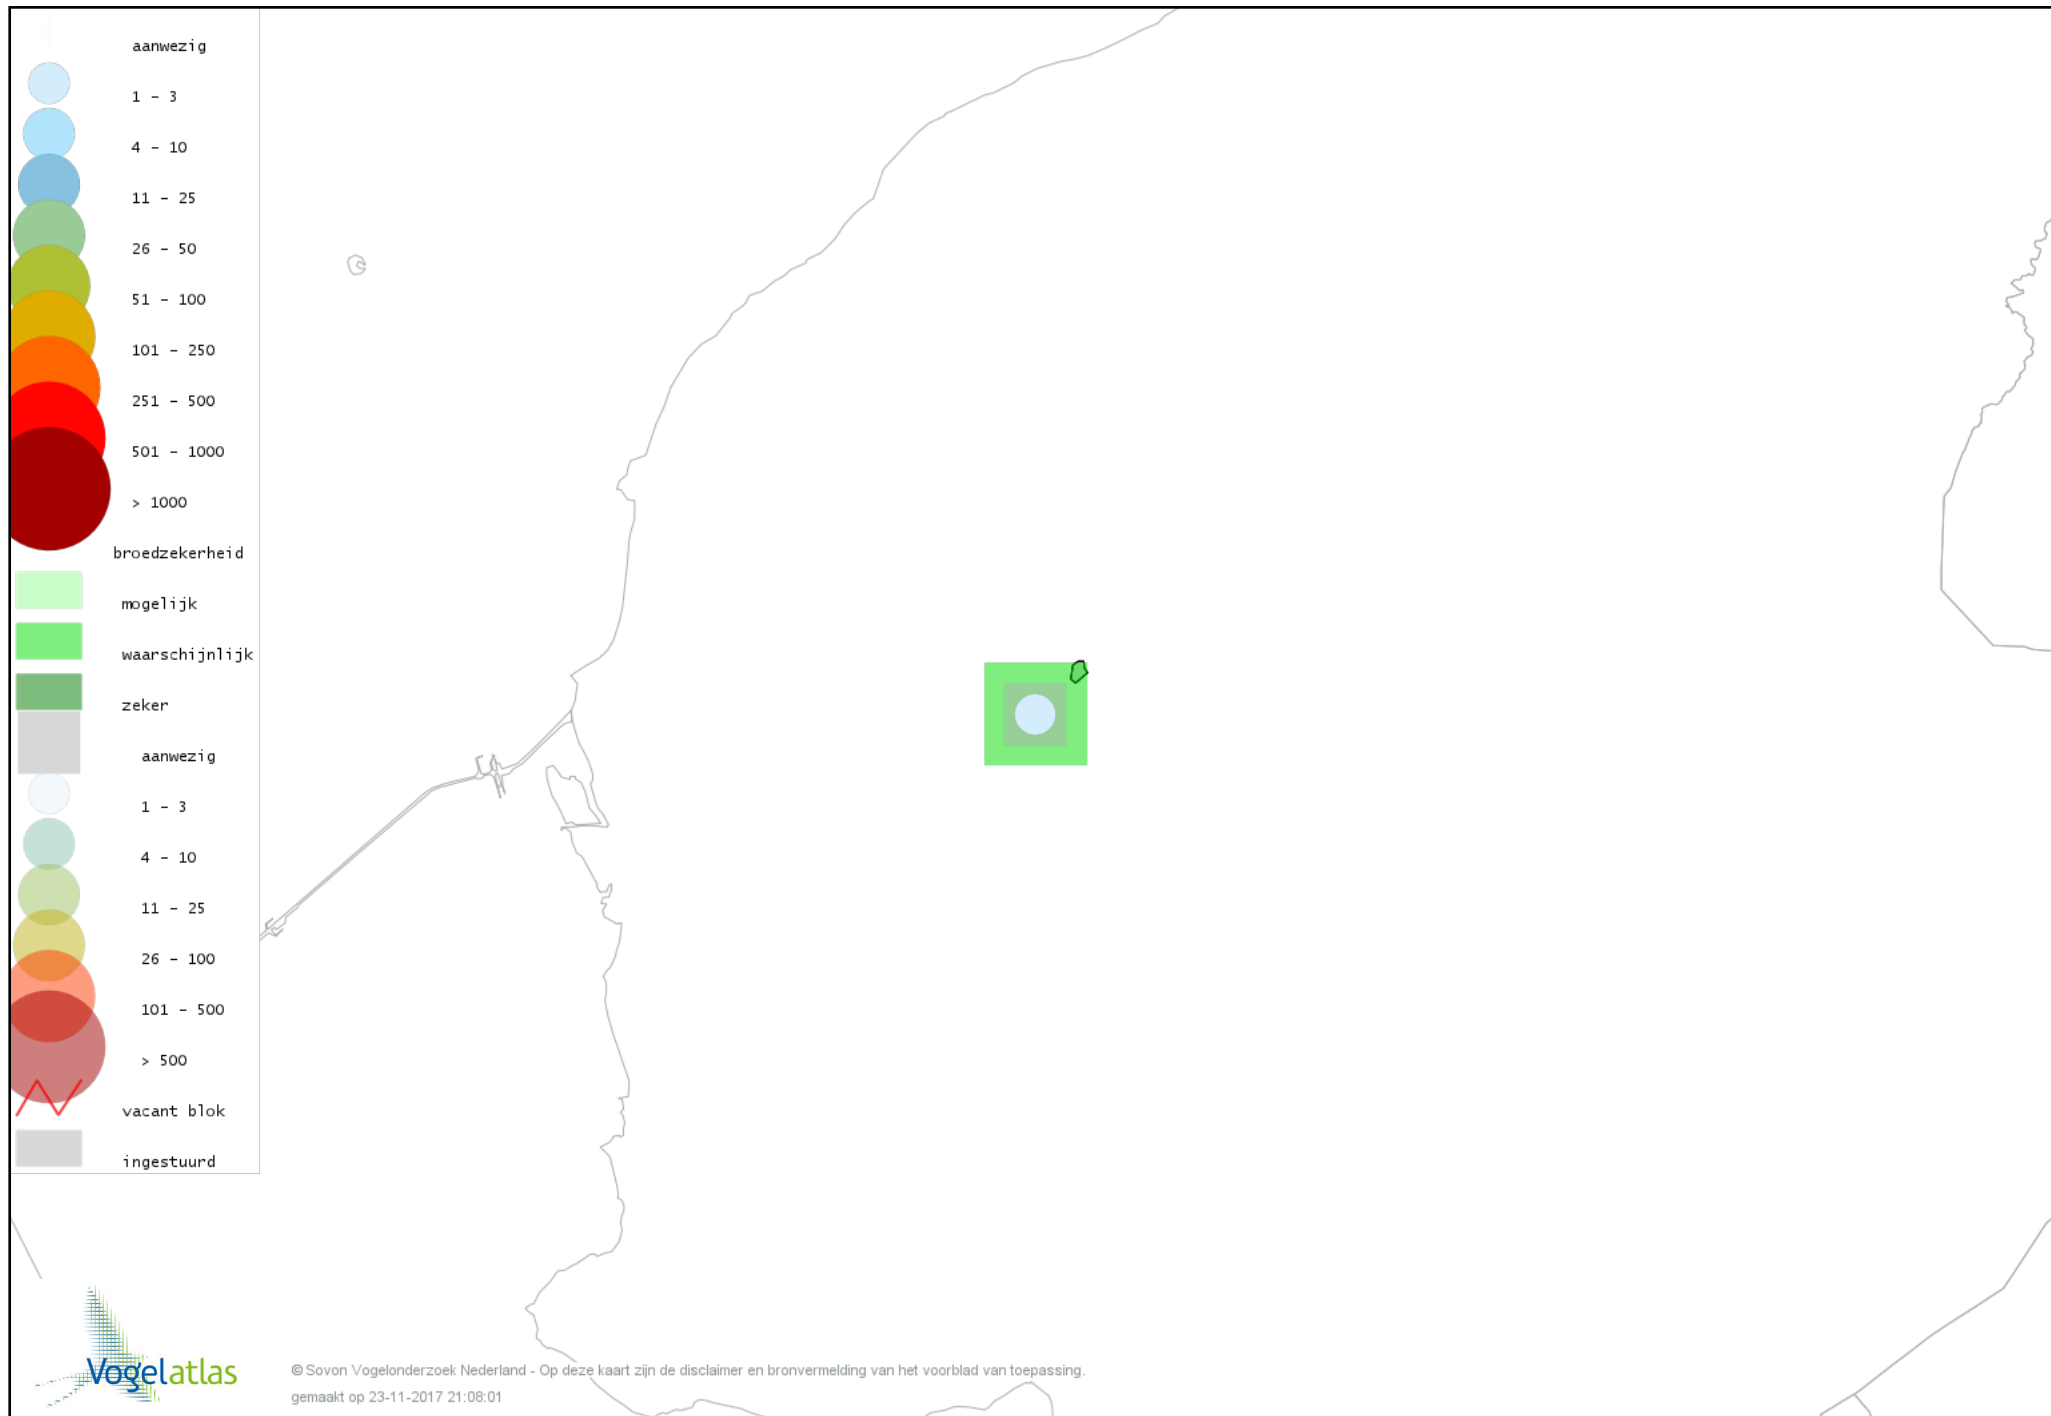 aanwezig
1 - 3
4 - 10
11 - 25
26 - 50
51 - 100
101 - 250
251 - 500
501 - 1000
> 1000
broedzekerheid
mogelijk
waarschijnlijk
zeker
aanwezig
1 - 3
4 - 10
11 - 25
26 - 100
101 - 500
> 500
vacant blok
ingestuurd
Vogelatlas
© Sovon Vogelonderzoek Nederland - Op deze kaart zijn de disclaimer en bronvermelding van het voorblad van toepassing.
gemaakt op 23-11-2017 21:08:01